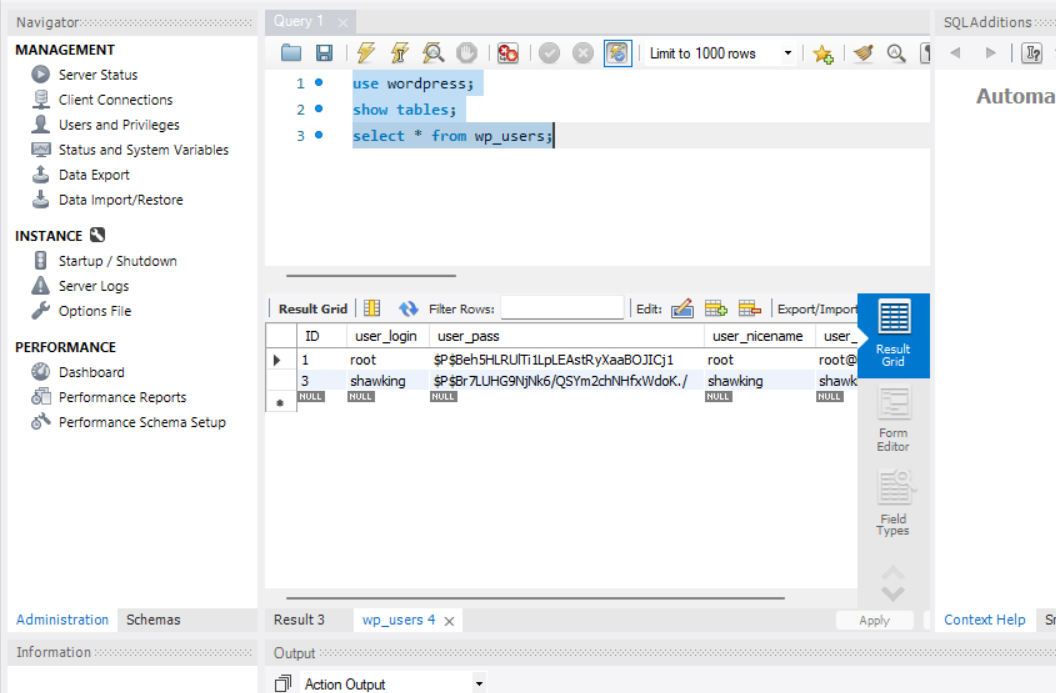 Navigator
MANAGEMENT
Server Status
Client Connections
Users and Privileges
Status and System Variables
Data Export
Data Import/Restore
INSTANCE
Startup / Shutdown
Server Logs
Options File
PERFORMANCE
Dashboard
Performance Reports
Performance Schema Setup
Administration Schemas
Information
Query 1
Limit to 1000 rows
1 use wordpress;
2 show tables;
3 select * from wp_users;
Result Grid Filter Rows: Edit: Export/Import
ID user_login user_pass user_nicename user_
1 root $P$Beh5HLRUlTi1LpLEAstRyXaaBOJICj1 root root@
3 shawking $P$Br7LUHG9NjNk6/QSYm2chNHfxWdoK./ shawking shawk
NULL NULL NULL NULL NULL
Result
Grid
Form
Editor
Field
Types
Result 3 wp_users 4 Apply
Output
Action Output
SQLAdditions
Automa
Context Help Sn